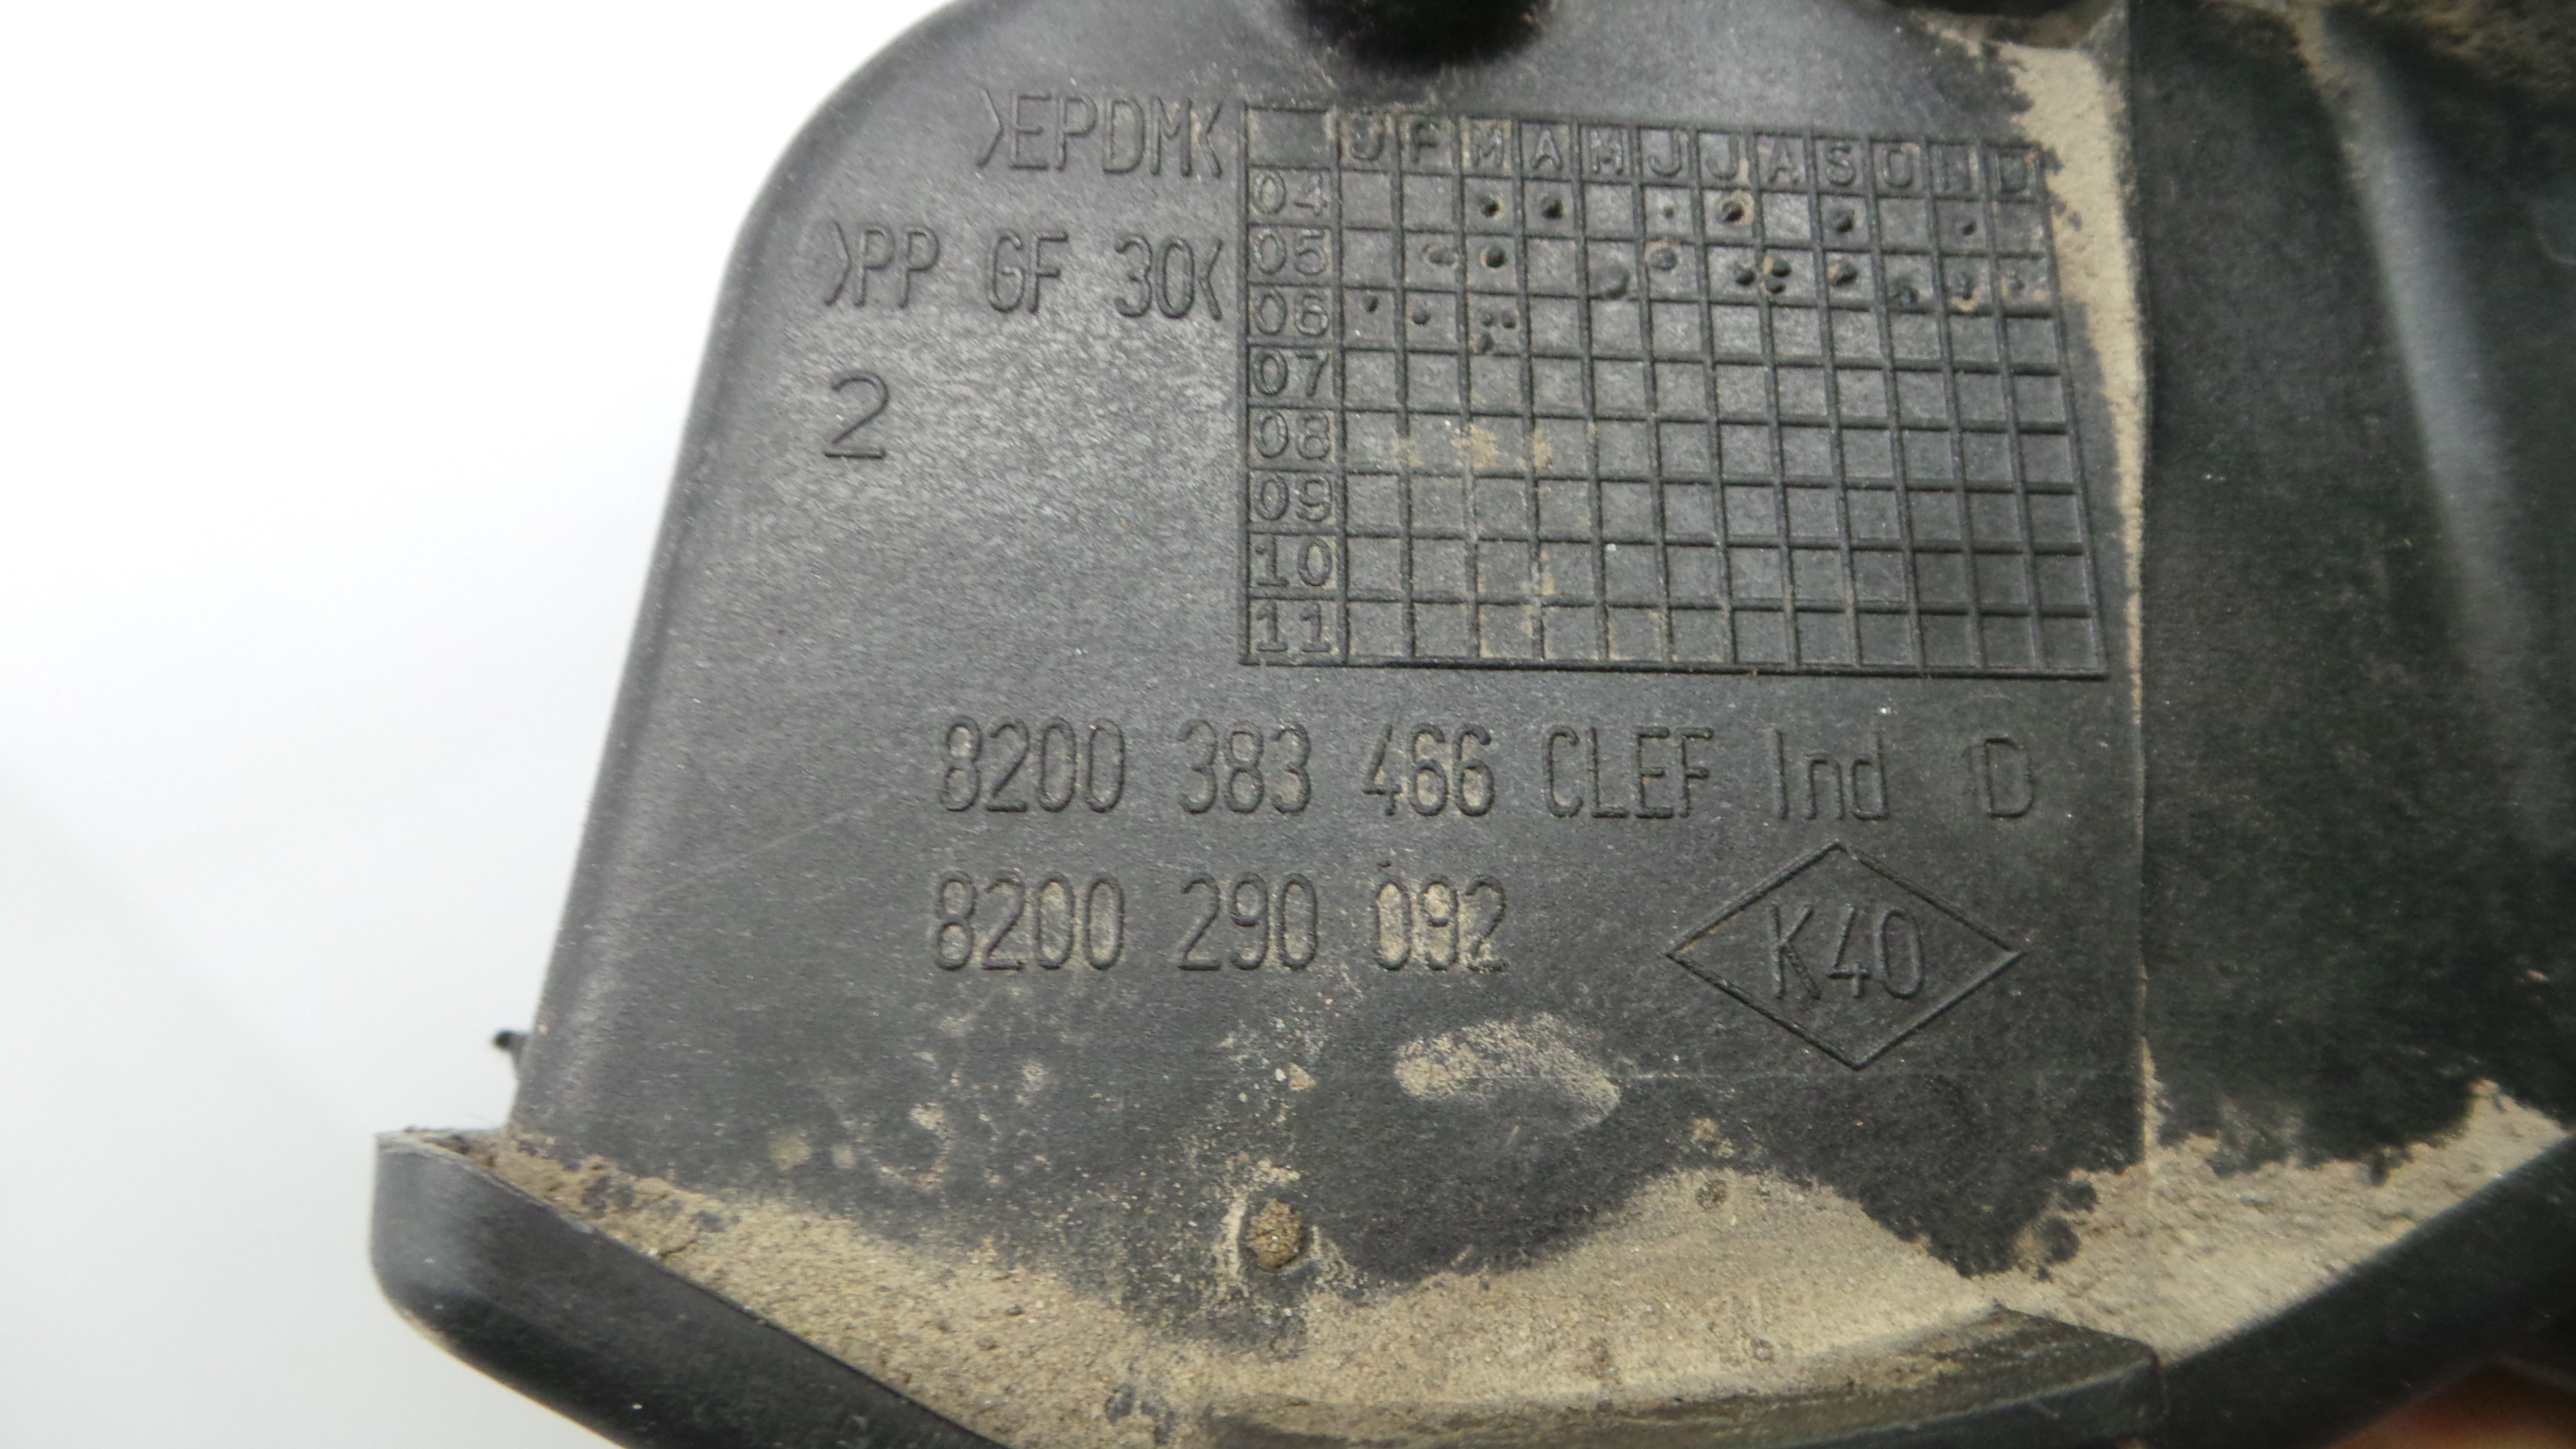 >EPDM<
>PP GF 30<
2
J F M A M J J A S O N D
04
05
06
07
08
09
10
11
8200 383 466 CLEF Ind D
8200 290 092
K40